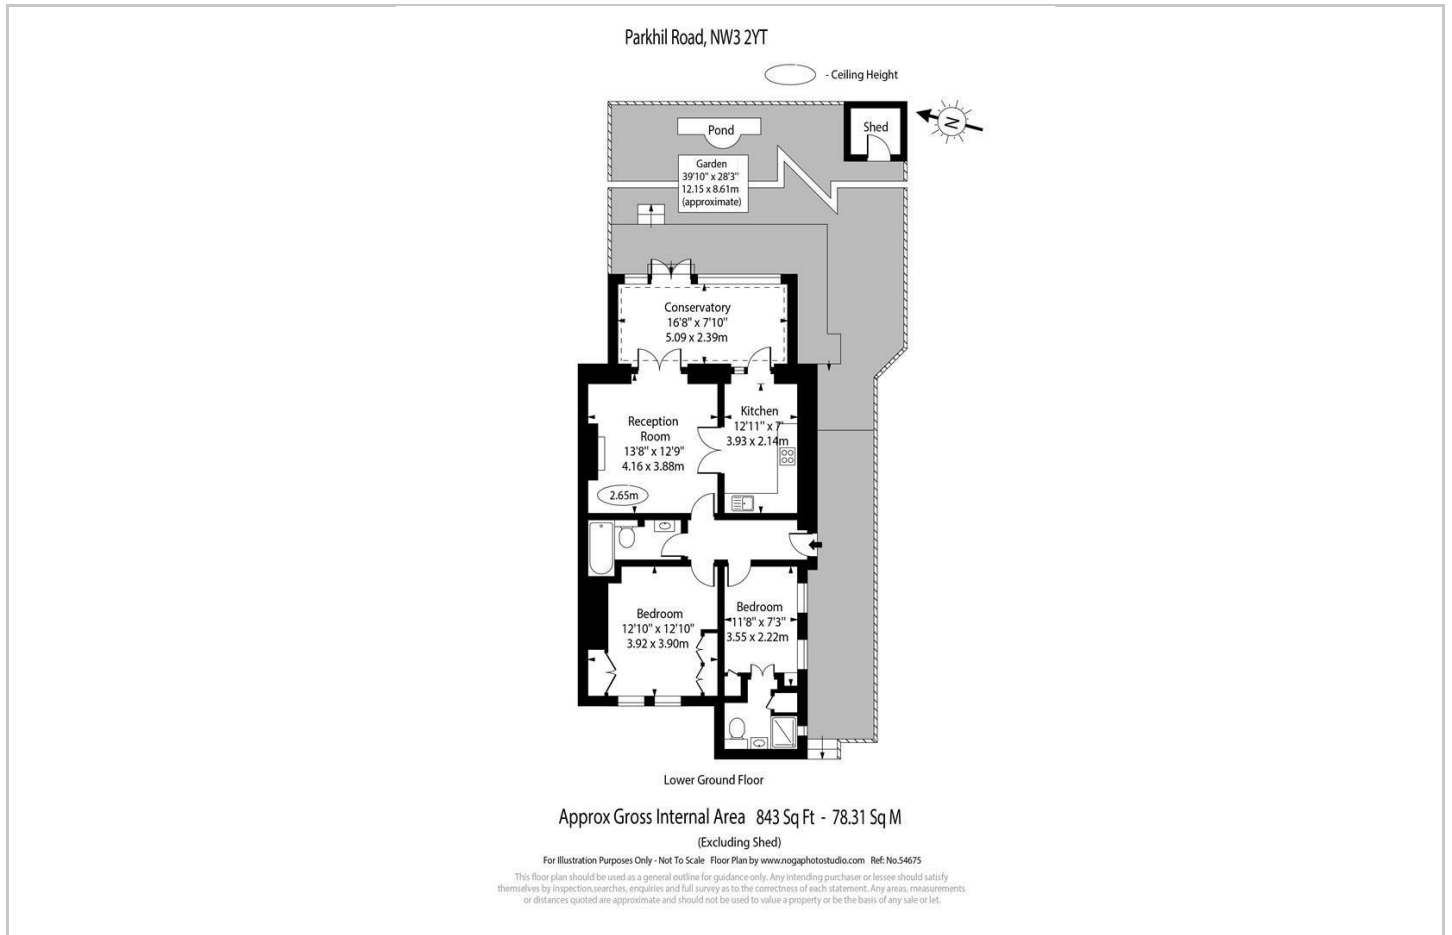 Parkhil Road, NW3 2YT
- Ceiling Height
N
Shed
Pond
Garden
39'10" x 28'3"
12.15 x 8.61m
(approximate)
Conservatory
16'8" x 7'10"
5.09 x 2.39m
Reception
Room
13'8" x 12'9"
4.16 x 3.88m
2.65m
Kitchen
12'11" x 7'
3.93 x 2.14m
Bedroom
12'10" x 12'10"
3.92 x 3.90m
Bedroom
11'8" x 7'3"
3.55 x 2.22m
Lower Ground Floor
Approx Gross Internal Area 843 Sq Ft - 78.31 Sq M
(Excluding Shed)
For Illustration Purposes Only - Not To Scale Floor Plan by www.nogaphotostudio.com Ref: No.54675
This floor plan should be used as a general outline for guidance only. Any intending purchaser or lessee should satisfy
themselves by inspection,searches, enquiries and full survey as to the correctness of each statement. Any areas, measurements
or distances quoted are approximate and should not be used to value a property or be the basis of any sale or let.